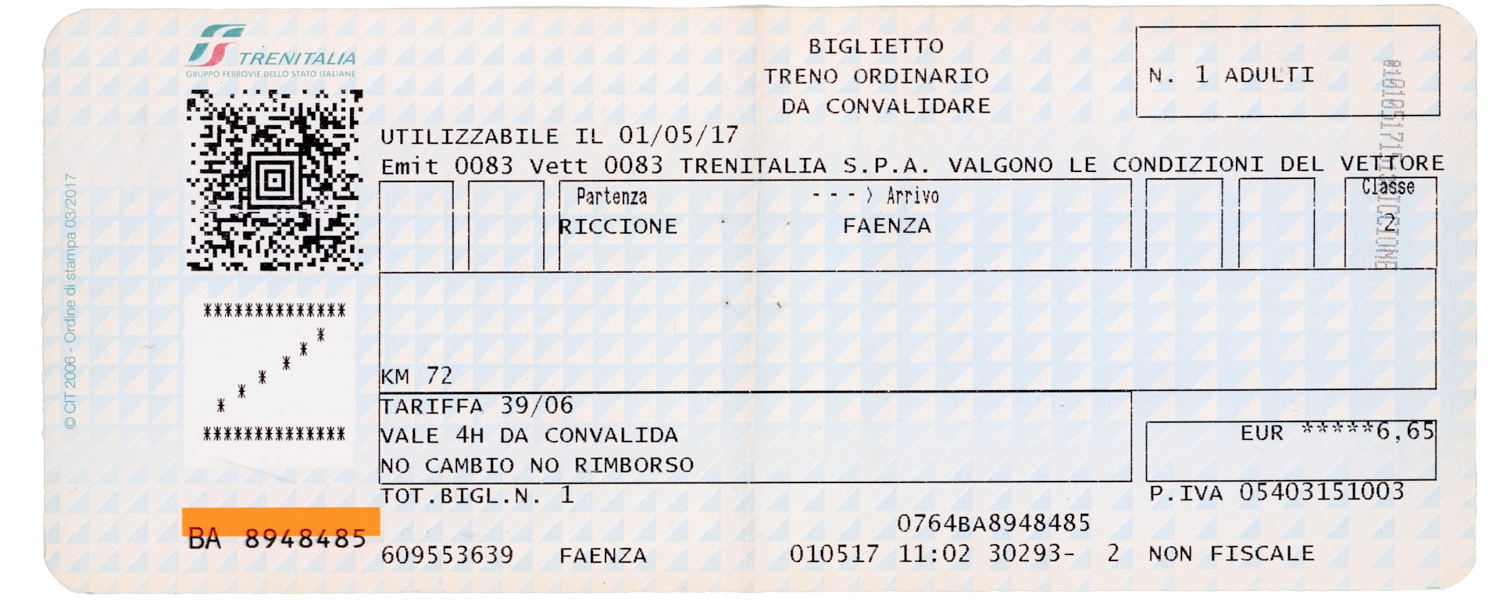 TRENITALIA
GRUPPO FERROVIE DELLO STATO ITALIANE
BIGLIETTO
TRENO ORDINARIO
DA CONVALIDARE
N. 1 ADULTI
UTILIZZABILE IL 01/05/17
Emit 0083 Vett 0083 TRENITALIA S.P.A. VALGONO LE CONDIZIONI DEL VETTORE
Partenza ---> Arrivo Classe
RICCIONE FAENZA 2
KM 72
TARIFFA 39/06
VALE 4H DA CONVALIDA
NO CAMBIO NO RIMBORSO
EUR *****6,65
TOT.BIGL.N. 1
P.IVA 05403151003
0764BA8948485
BA 8948485
609553639 FAENZA 010517 11:02 30293- 2 NON FISCALE
© CIT 2006 - Ordine di stampa 03/2017
**************
*
*
*
*
*
*
**************